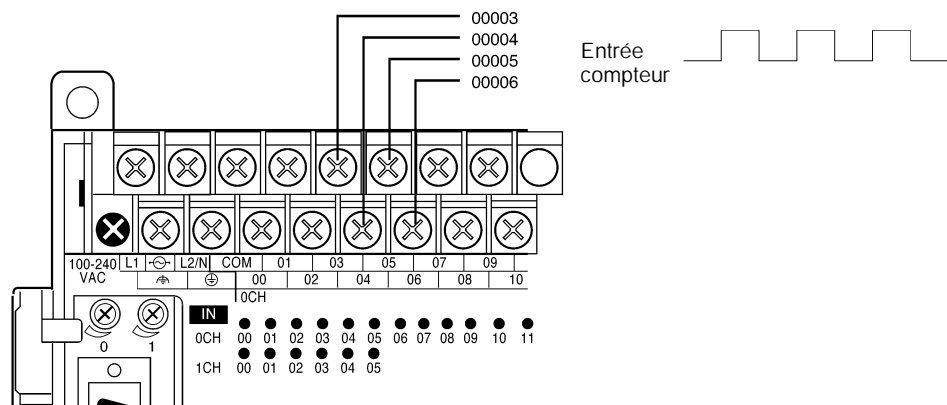 00003
00004
00005
00006
Entrée
compteur
100-240 VAC
L1 L2/N COM 01 03 05 07 09
00 02 04 06 08 10
0CH
IN
0CH 00 01 02 03 04 05 06 07 08 09 10 11
1CH 00 01 02 03 04 05
0 1